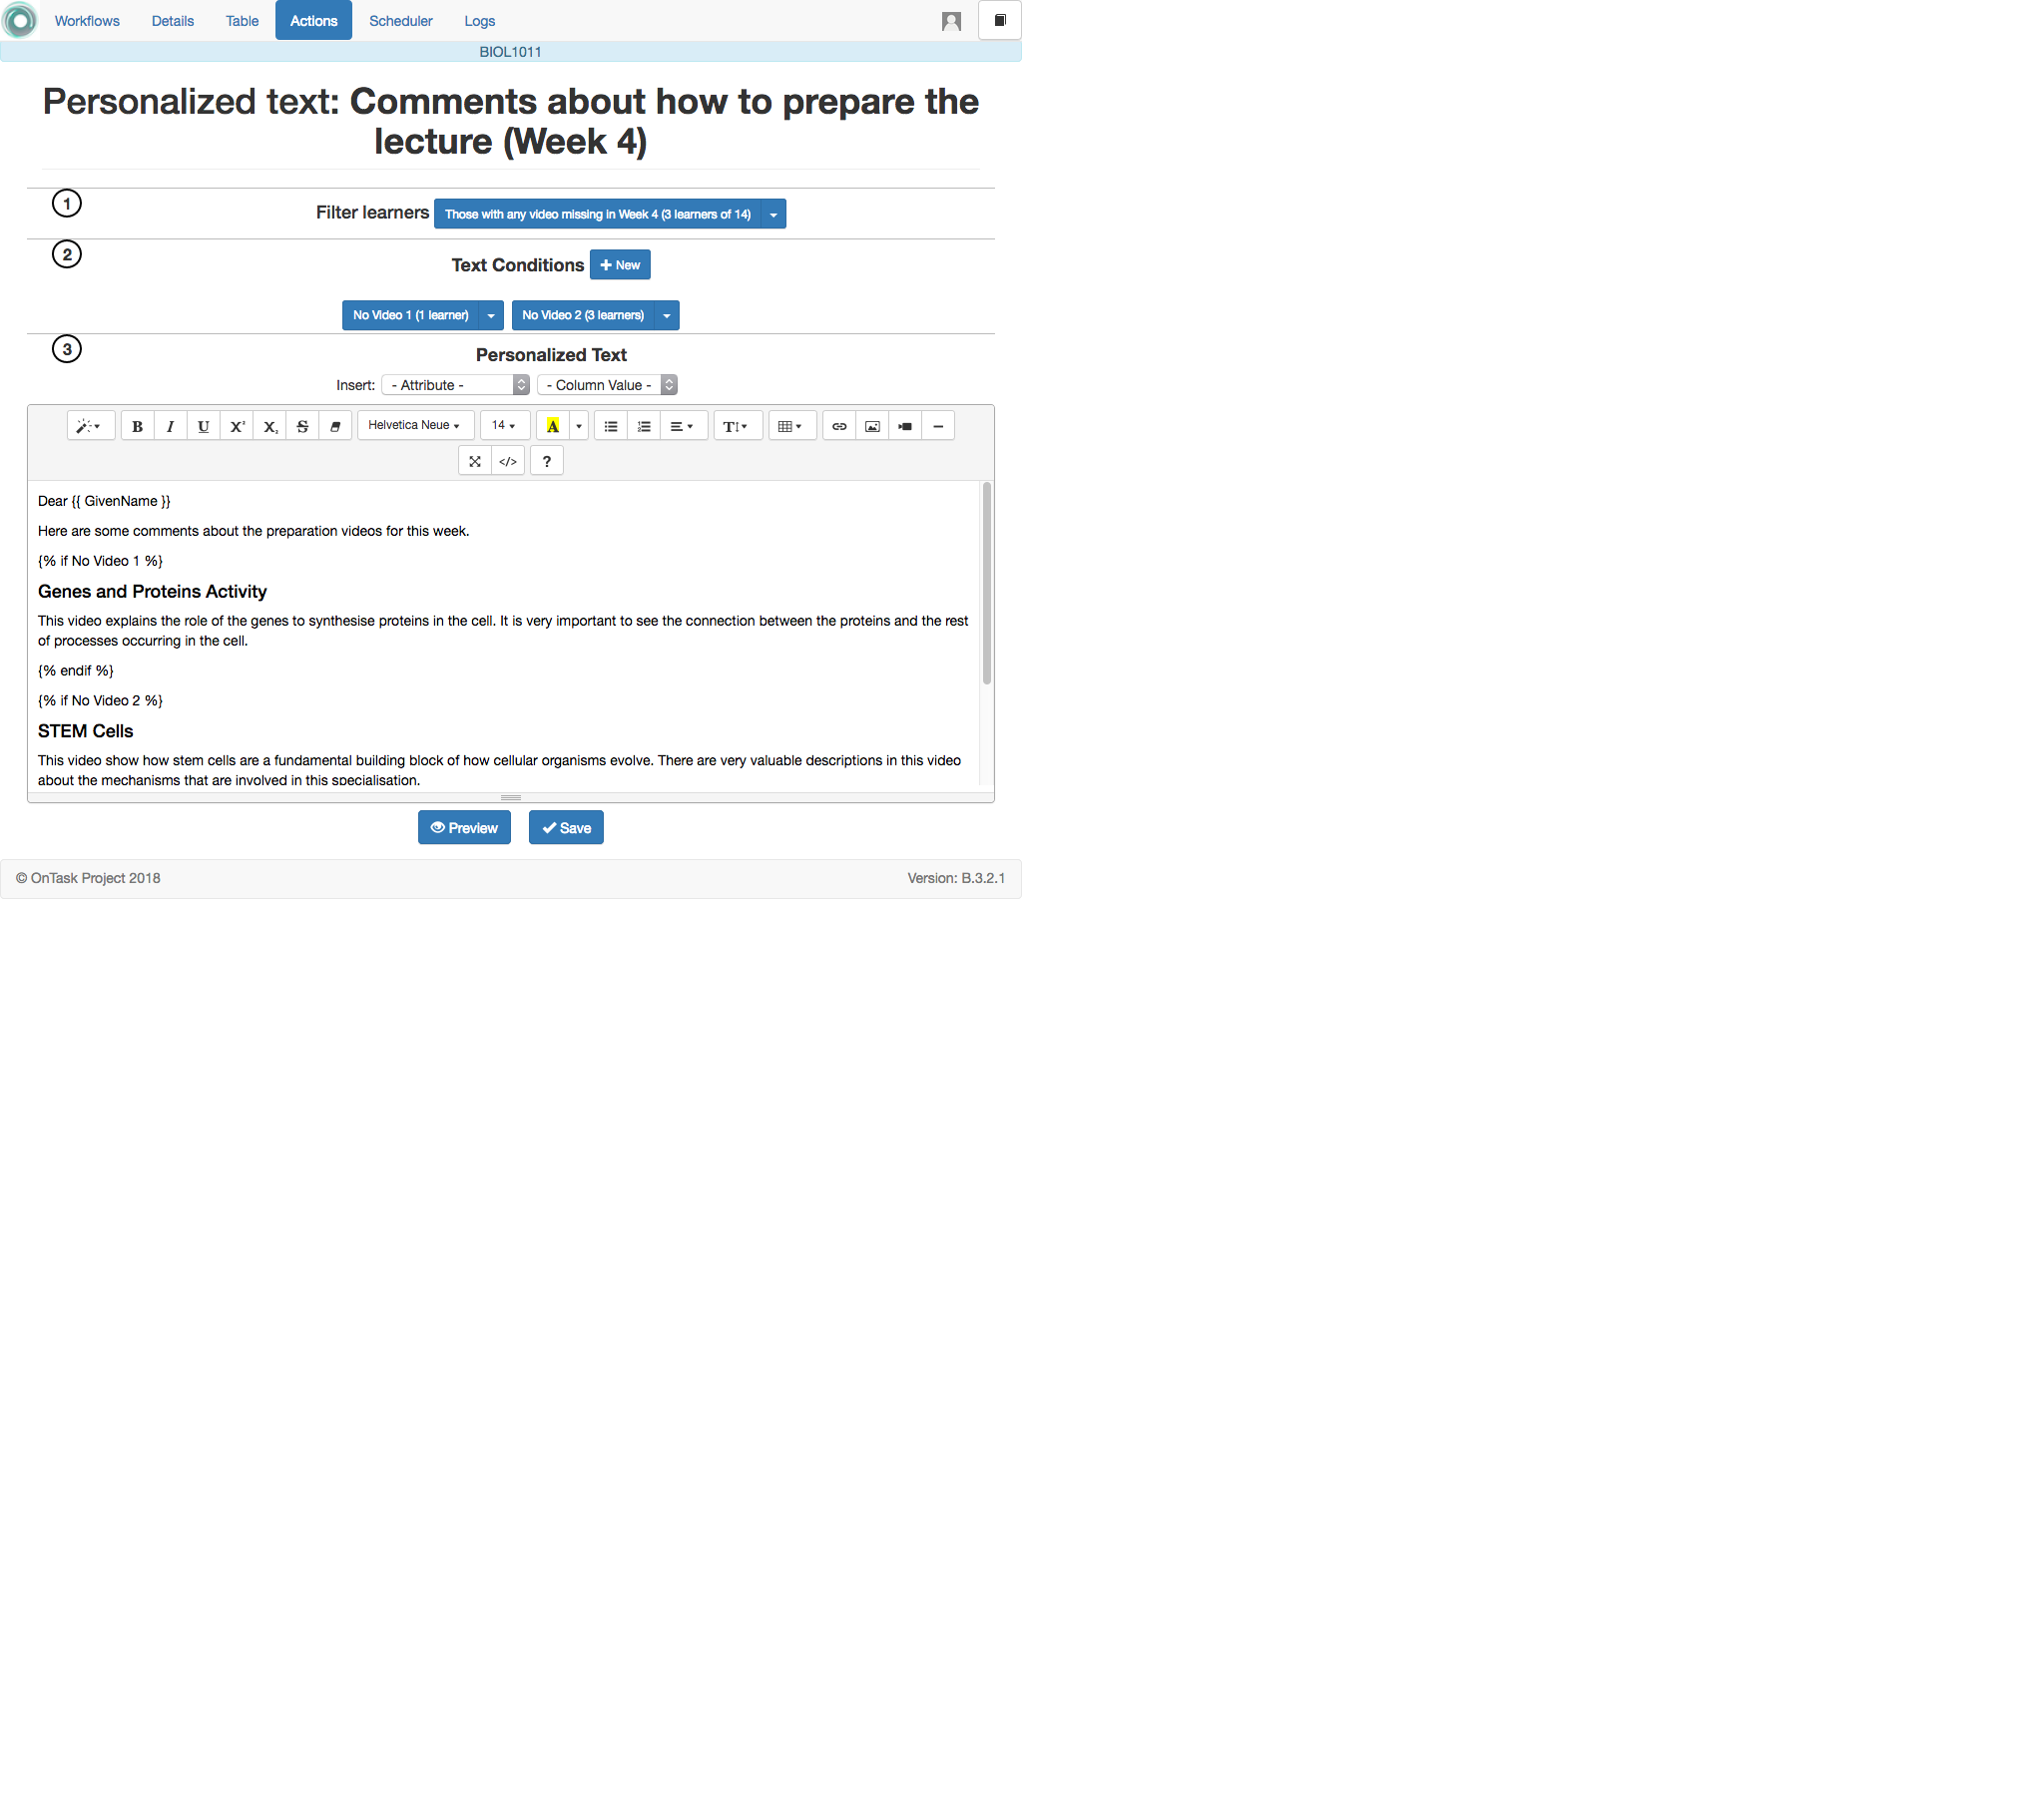 Workflows Details Table Actions Scheduler Logs
BIOL1011
Personalized text: Comments about how to prepare the
lecture (Week 4)
1 Filter learners Those with any video missing in Week 4 (3 learners of 14)
2 Text Conditions + New
No Video 1 (1 learner) No Video 2 (3 learners)
3 Personalized Text
Insert: - Attribute - - Column Value -
B I U X² X₂ S Helvetica Neue 14 A T
</> ?
Dear {{ GivenName }}
Here are some comments about the preparation videos for this week.
{% if No Video 1 %}
Genes and Proteins Activity
This video explains the role of the genes to synthesise proteins in the cell. It is very important to see the connection between the proteins and the rest
of processes occurring in the cell.
{% endif %}
{% if No Video 2 %}
STEM Cells
This video show how stem cells are a fundamental building block of how cellular organisms evolve. There are very valuable descriptions in this video
about the mechanisms that are involved in this specialisation.
Preview Save
© OnTask Project 2018 Version: B.3.2.1